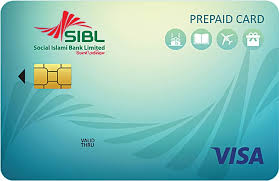 SIBL
PREPAID CARD
Social Islami Bank Limited
VALID
THRU
VISA